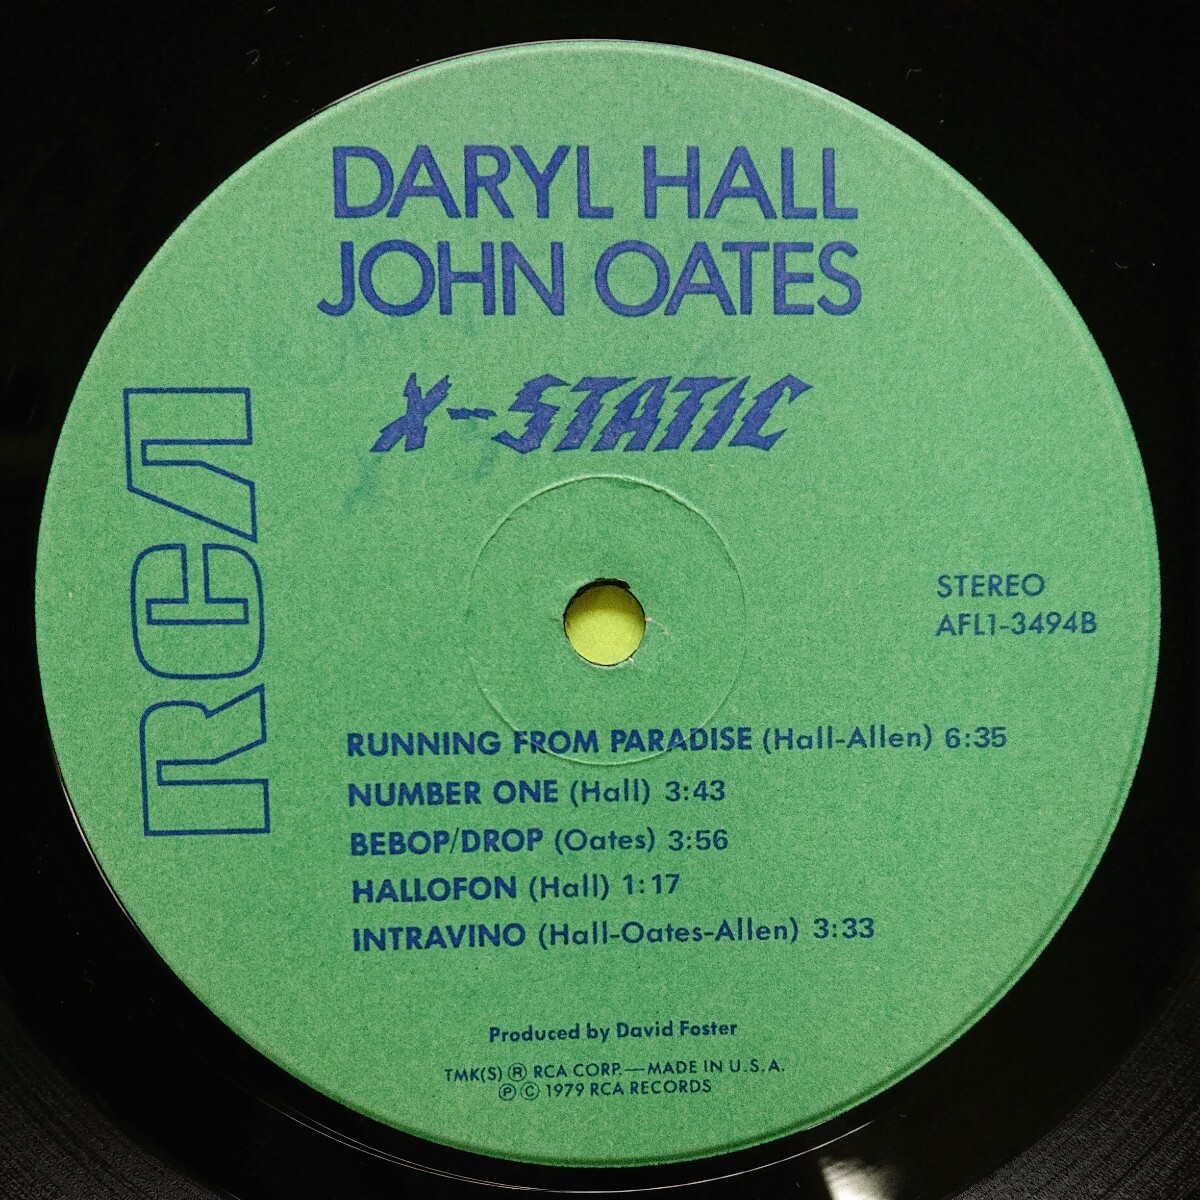 DARYL HALL
JOHN OATES
X-STATIC
RCA
STEREO
AFL1-3494B
RUNNING FROM PARADISE (Hall-Allen) 6:35
NUMBER ONE (Hall) 3:43
BEBOP/DROP (Oates) 3:56
HALLOFON (Hall) 1:17
INTRAVINO (Hall-Oates-Allen) 3:33
Produced by David Foster
TMK(S) ® RCA CORP.—MADE IN U.S.A.
℗ © 1979 RCA RECORDS